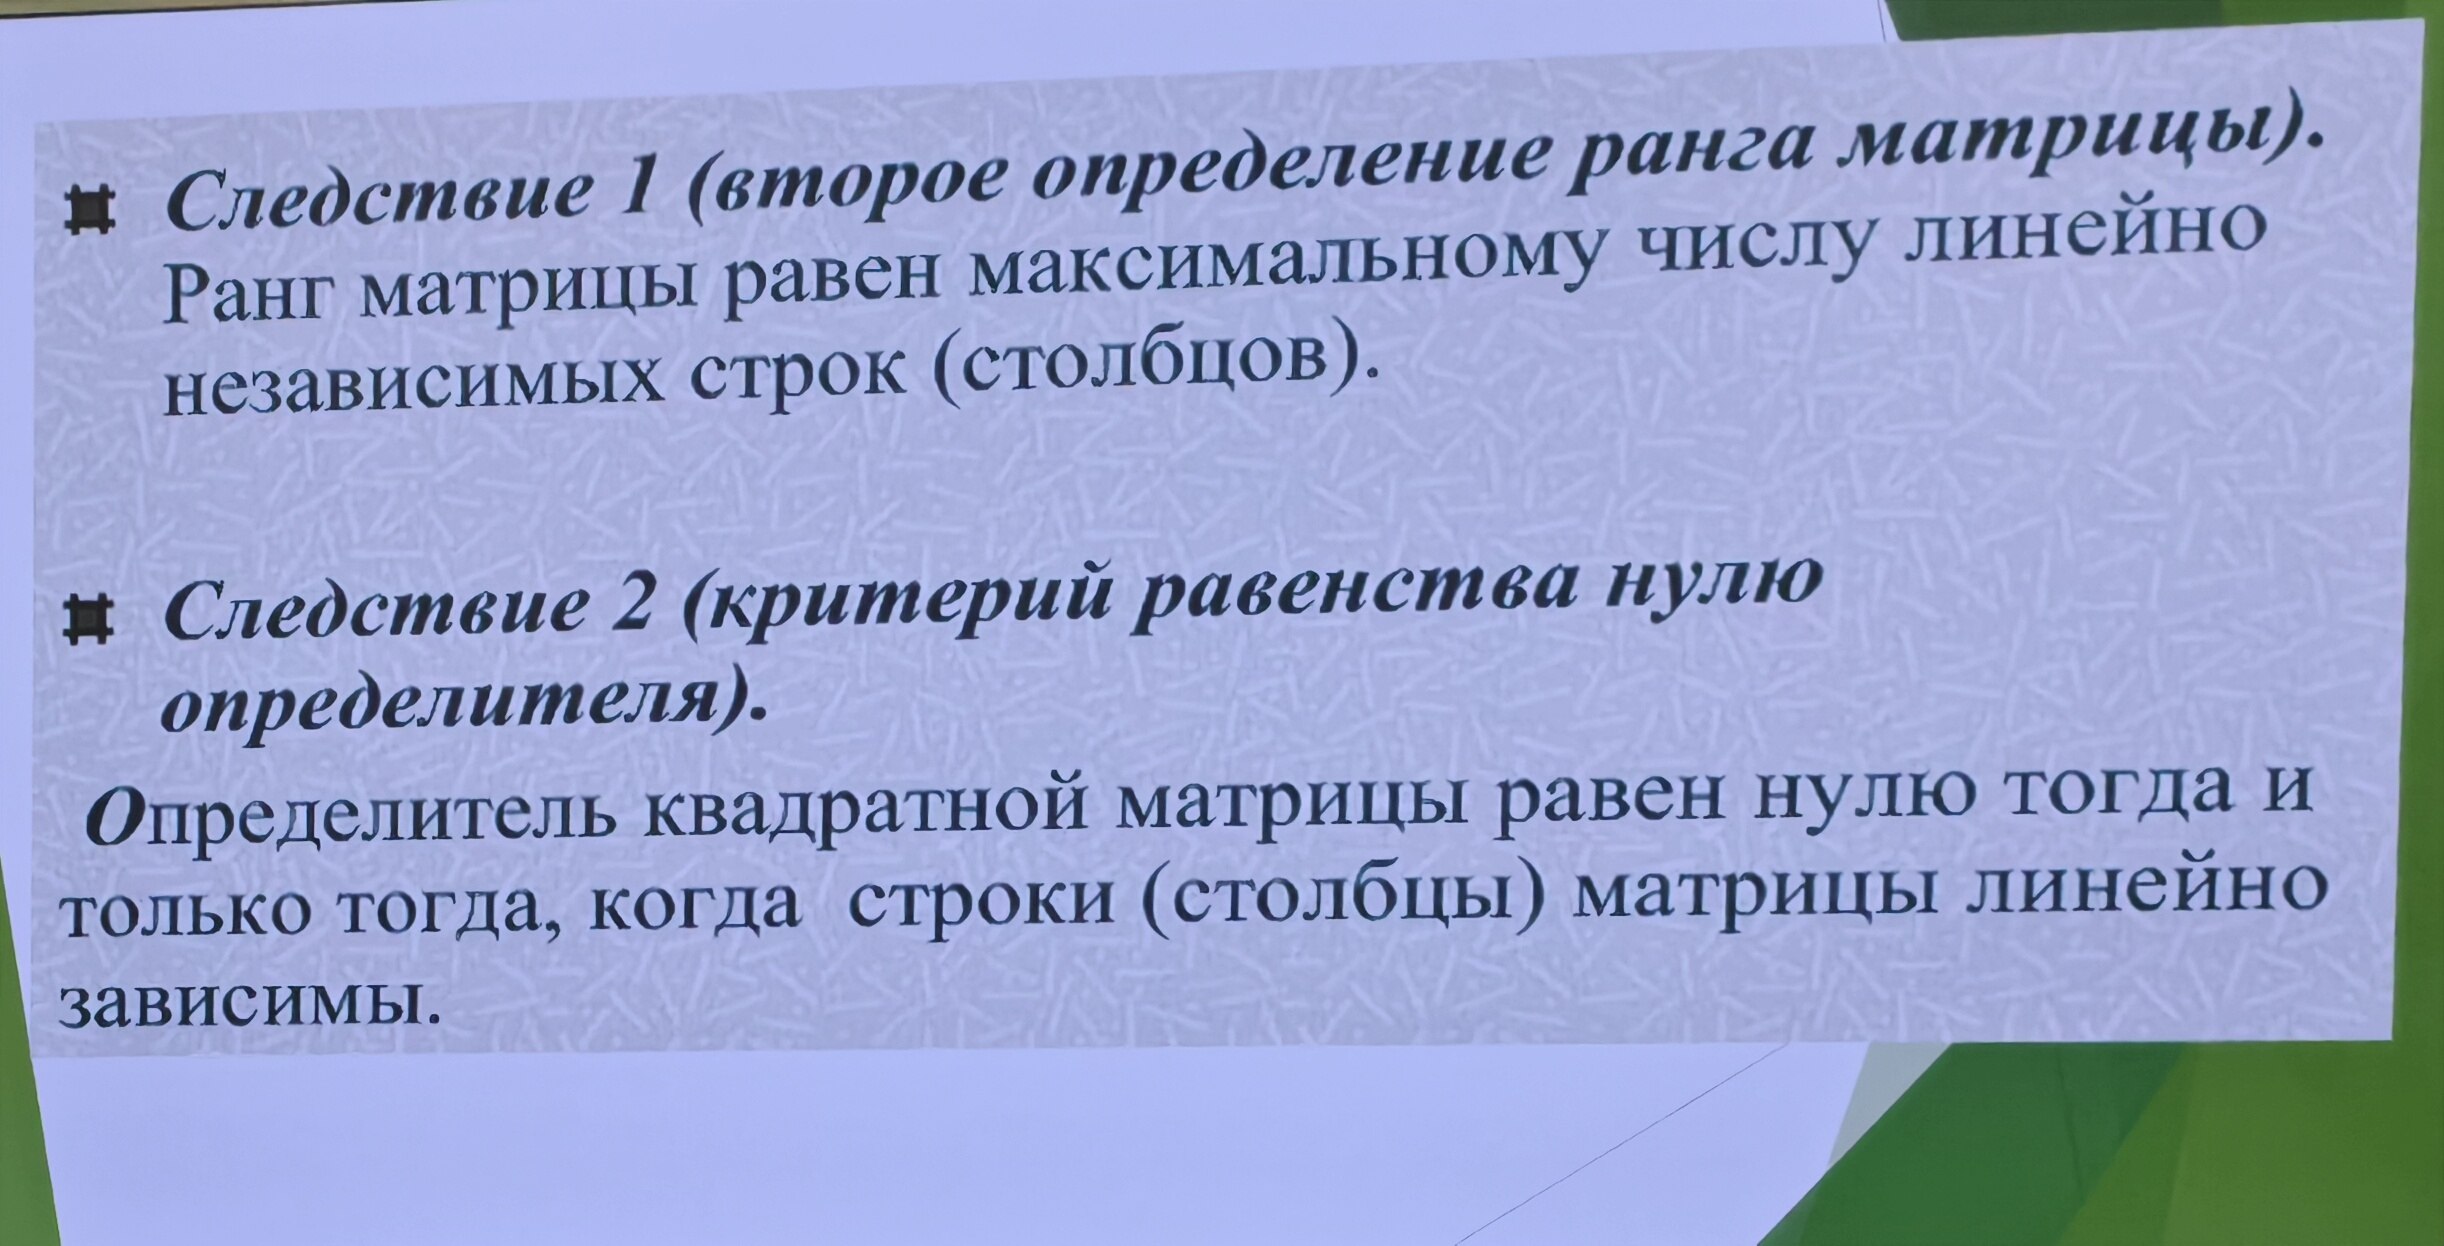 Следствие 1 (второе определение ранга матрицы).
Ранг матрицы равен максимальному числу линейно
независимых строк (столбцов).
Следствие 2 (критерий равенства нулю
определителя).
Определитель квадратной матрицы равен нулю тогда и
только тогда, когда строки (столбцы) матрицы линейно
зависимы.